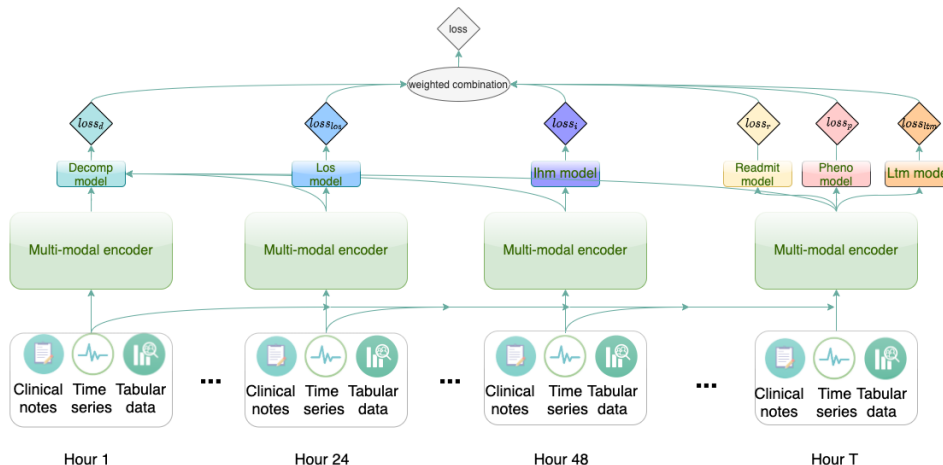 loss
weighted combination
loss_d
loss_los
loss_i
loss_r
loss_p
loss_ltm
Decomp
model
Los
model
Ihm model
Readmit
model
Pheno
model
Ltm model
Multi-modal encoder
Multi-modal encoder
Multi-modal encoder
Multi-modal encoder
Clinical
notes
Time
series
Tabular
data
...
Clinical
notes
Time
series
Tabular
data
...
Clinical
notes
Time
series
Tabular
data
...
Clinical
notes
Time
series
Tabular
data
Hour 1
Hour 24
Hour 48
Hour T